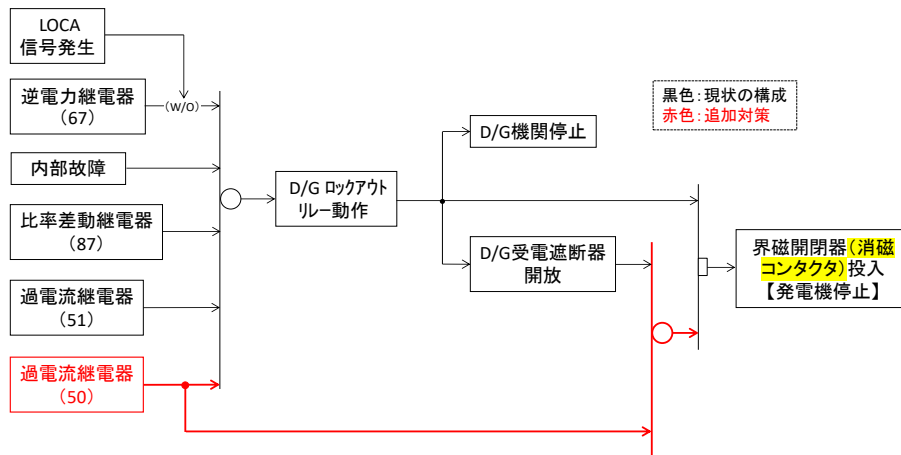 LOCA
信号発生
逆電力継電器
(67)
(W/O)
内部故障
比率差動継電器
(87)
過電流継電器
(51)
過電流継電器
(50)
D/G ロックアウト
リレー動作
D/G機関停止
D/G受電遮断器
開放
黒色：現状の構成
赤色：追加対策
界磁開閉器(消磁
コンタクタ)投入
【発電機停止】